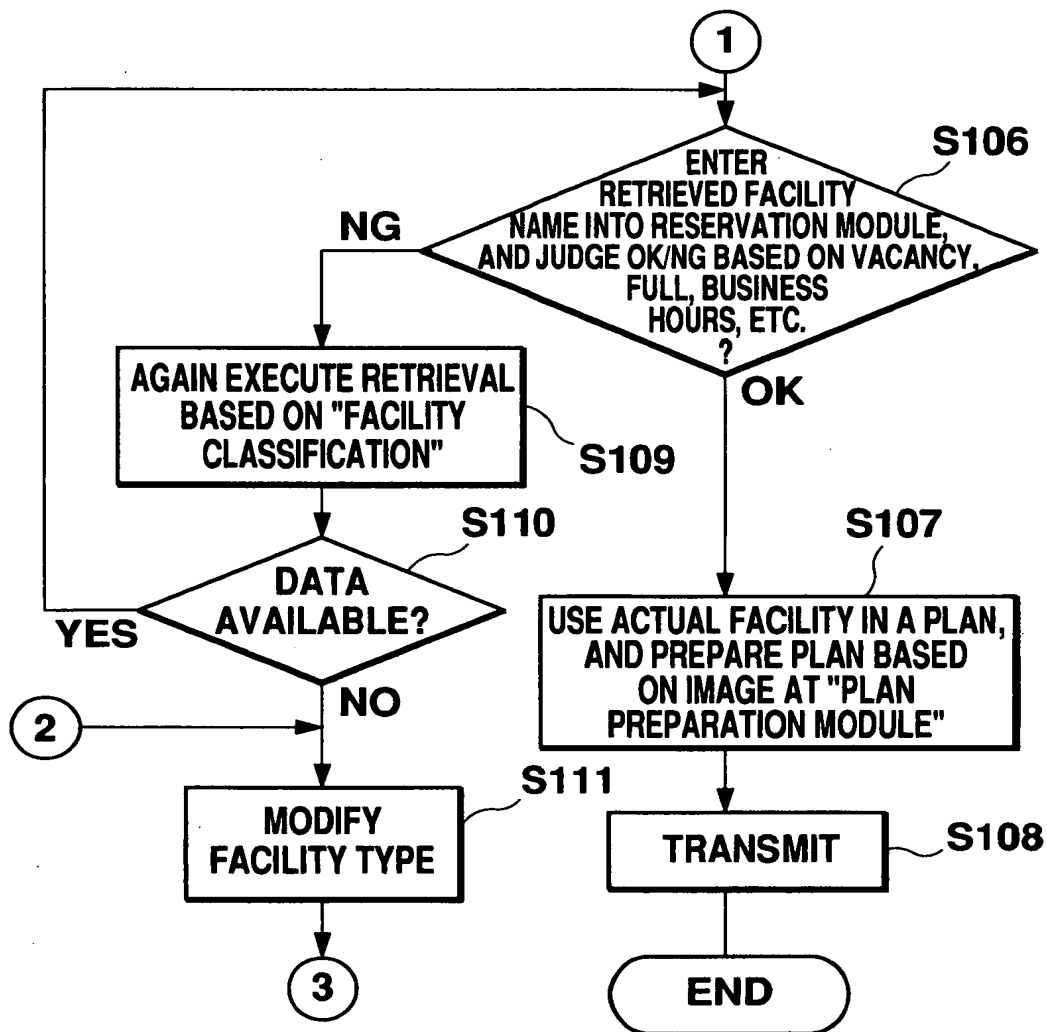 1
S106
ENTER
RETRIEVED FACILITY
NAME INTO RESERVATION MODULE,
AND JUDGE OK/NG BASED ON VACANCY,
FULL, BUSINESS
HOURS, ETC.
?
NG
OK
AGAIN EXECUTE RETRIEVAL
BASED ON "FACILITY
CLASSIFICATION"
S109
S110
DATA
AVAILABLE?
YES
NO
S107
USE ACTUAL FACILITY IN A PLAN,
AND PREPARE PLAN BASED
ON IMAGE AT "PLAN
PREPARATION MODULE"
2
S111
MODIFY
FACILITY TYPE
TRANSMIT
S108
3
END